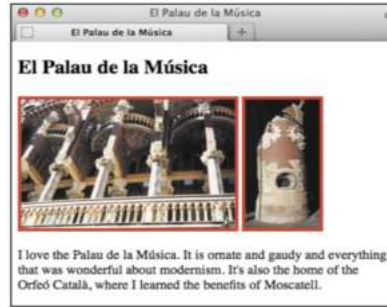 El Palau de la Música
El Palau de la Música
El Palau de la Música
I love the Palau de la Música. It is ornate and gaudy and everything
that was wonderful about modernism. It's also the home of the
Orfeó Català, where I learned the benefits of Moscatell.